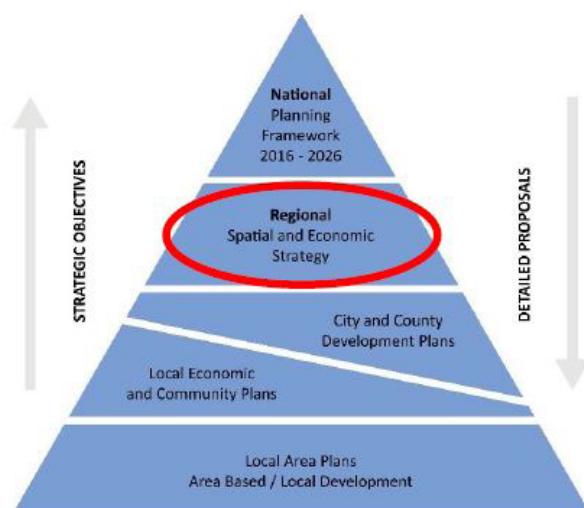 National
Planning
Framework
2016 - 2026
STRATEGIC OBJECTIVES
DETAILED PROPOSALS
Regional
Spatial and Economic
Strategy
City and County
Development Plans
Local Economic
and Community Plans
Local Area Plans
Area Based / Local Development